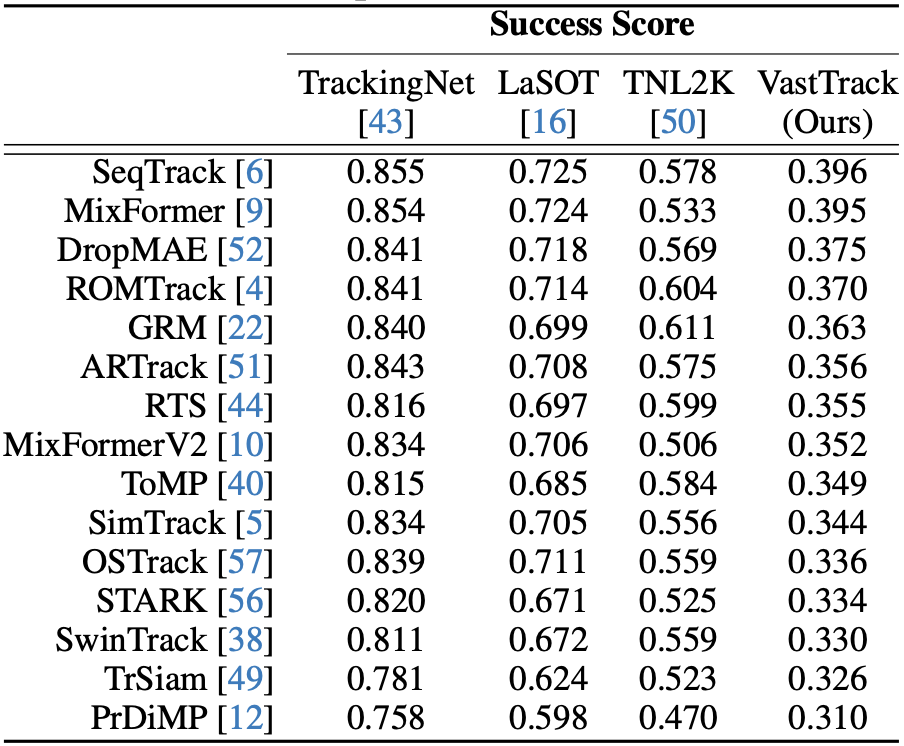 Success Score
TrackingNet LaSOT TNL2K VastTrack
[43] [16] [50] (Ours)
SeqTrack [6] 0.855 0.725 0.578 0.396
MixFormer [9] 0.854 0.724 0.533 0.395
DropMAE [52] 0.841 0.718 0.569 0.375
ROMTrack [4] 0.841 0.714 0.604 0.370
GRM [22] 0.840 0.699 0.611 0.363
ARTrack [51] 0.843 0.708 0.575 0.356
RTS [44] 0.816 0.697 0.599 0.355
MixFormerV2 [10] 0.834 0.706 0.506 0.352
ToMP [40] 0.815 0.685 0.584 0.349
SimTrack [5] 0.834 0.705 0.556 0.344
OSTrack [57] 0.839 0.711 0.559 0.336
STARK [56] 0.820 0.671 0.525 0.334
SwinTrack [38] 0.811 0.672 0.559 0.330
TrSiam [49] 0.781 0.624 0.523 0.326
PrDiMP [12] 0.758 0.598 0.470 0.310